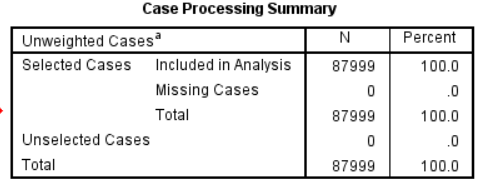 Case Processing Summary
Unweighted Casesa N Percent
Selected Cases Included in Analysis 87999 100.0
Missing Cases 0 .0
Total 87999 100.0
Unselected Cases 0 .0
Total 87999 100.0